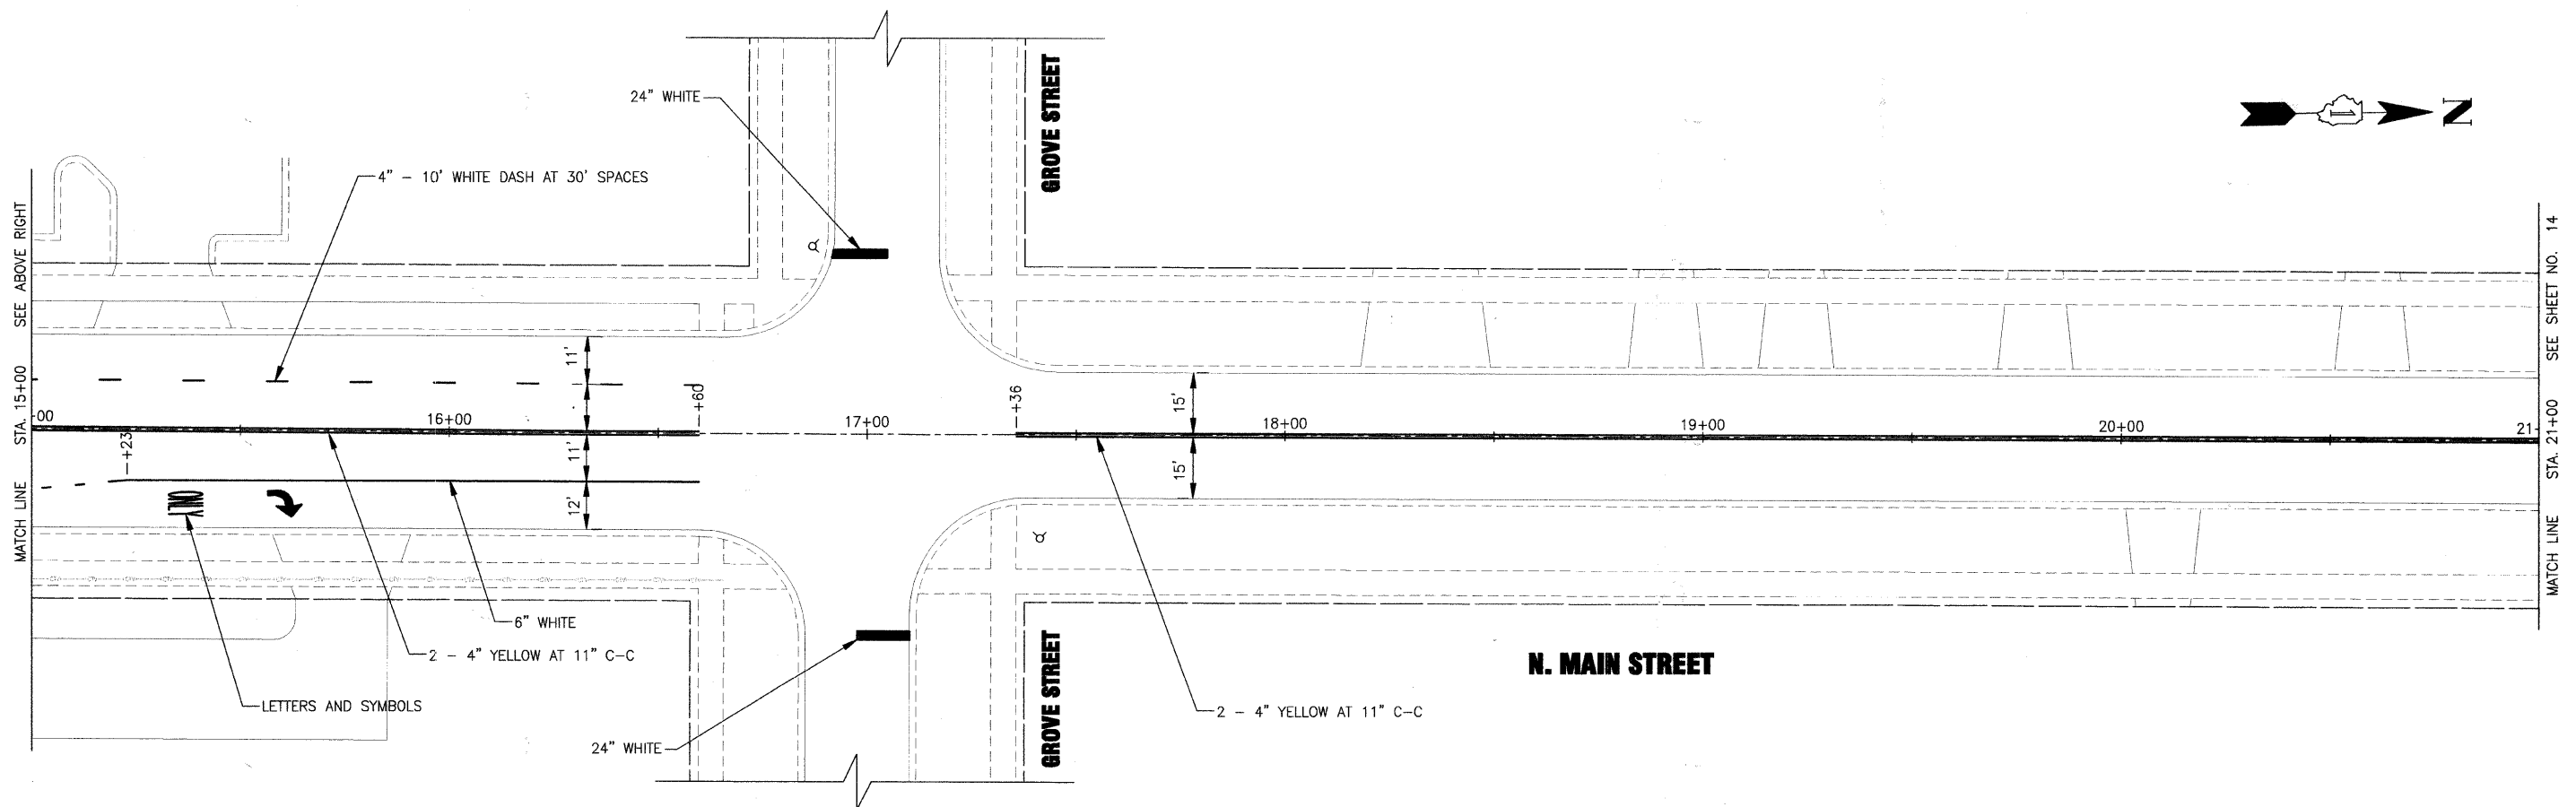 24" WHITE
GROVE STREET
N
4" - 10' WHITE DASH AT 30' SPACES
MATCH LINE STA. 15+00 SEE ABOVE RIGHT
MATCH LINE STA. 21+00 SEE SHEET NO. 14
11'
15'
+60
+36
+00
16+00
17+00
18+00
19+00
20+00
21
+23
11'
15'
12'
ONLY
6" WHITE
2 - 4" YELLOW AT 11" C-C
LETTERS AND SYMBOLS
24" WHITE
GROVE STREET
N. MAIN STREET
2 - 4" YELLOW AT 11" C-C